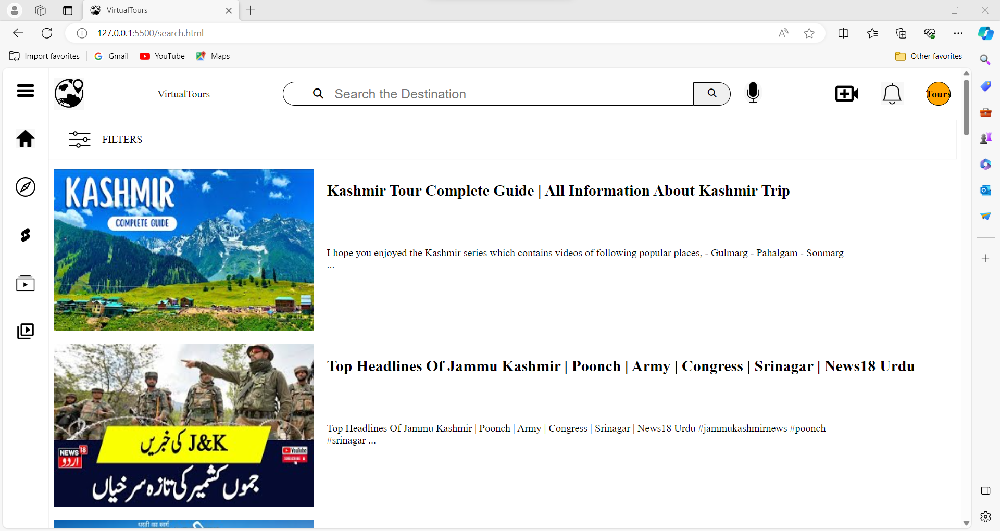 VirtualTours
127.0.0.1:5500/search.html
Import favorites
Gmail
YouTube
Maps
Other favorites
VirtualTours
Search the Destination
Tours
FILTERS
KASHMIR
COMPLETE GUIDE
Kashmir Tour Complete Guide | All Information About Kashmir Trip
I hope you enjoyed the Kashmir series which contains videos of following popular places, - Gulmarg - Pahalgam - Sonmarg
...
J&K کی خبریں
NEWS 18
اردو
YouTube
SUBSCRIBE
جموں کشمیر کی تازہ سرخیاں
Top Headlines Of Jammu Kashmir | Poonch | Army | Congress | Srinagar | News18 Urdu
Top Headlines Of Jammu Kashmir | Poonch | Army | Congress | Srinagar | News18 Urdu #jammukashmirnews #poonch
#srinagar ...
धरती का स्वर्ग